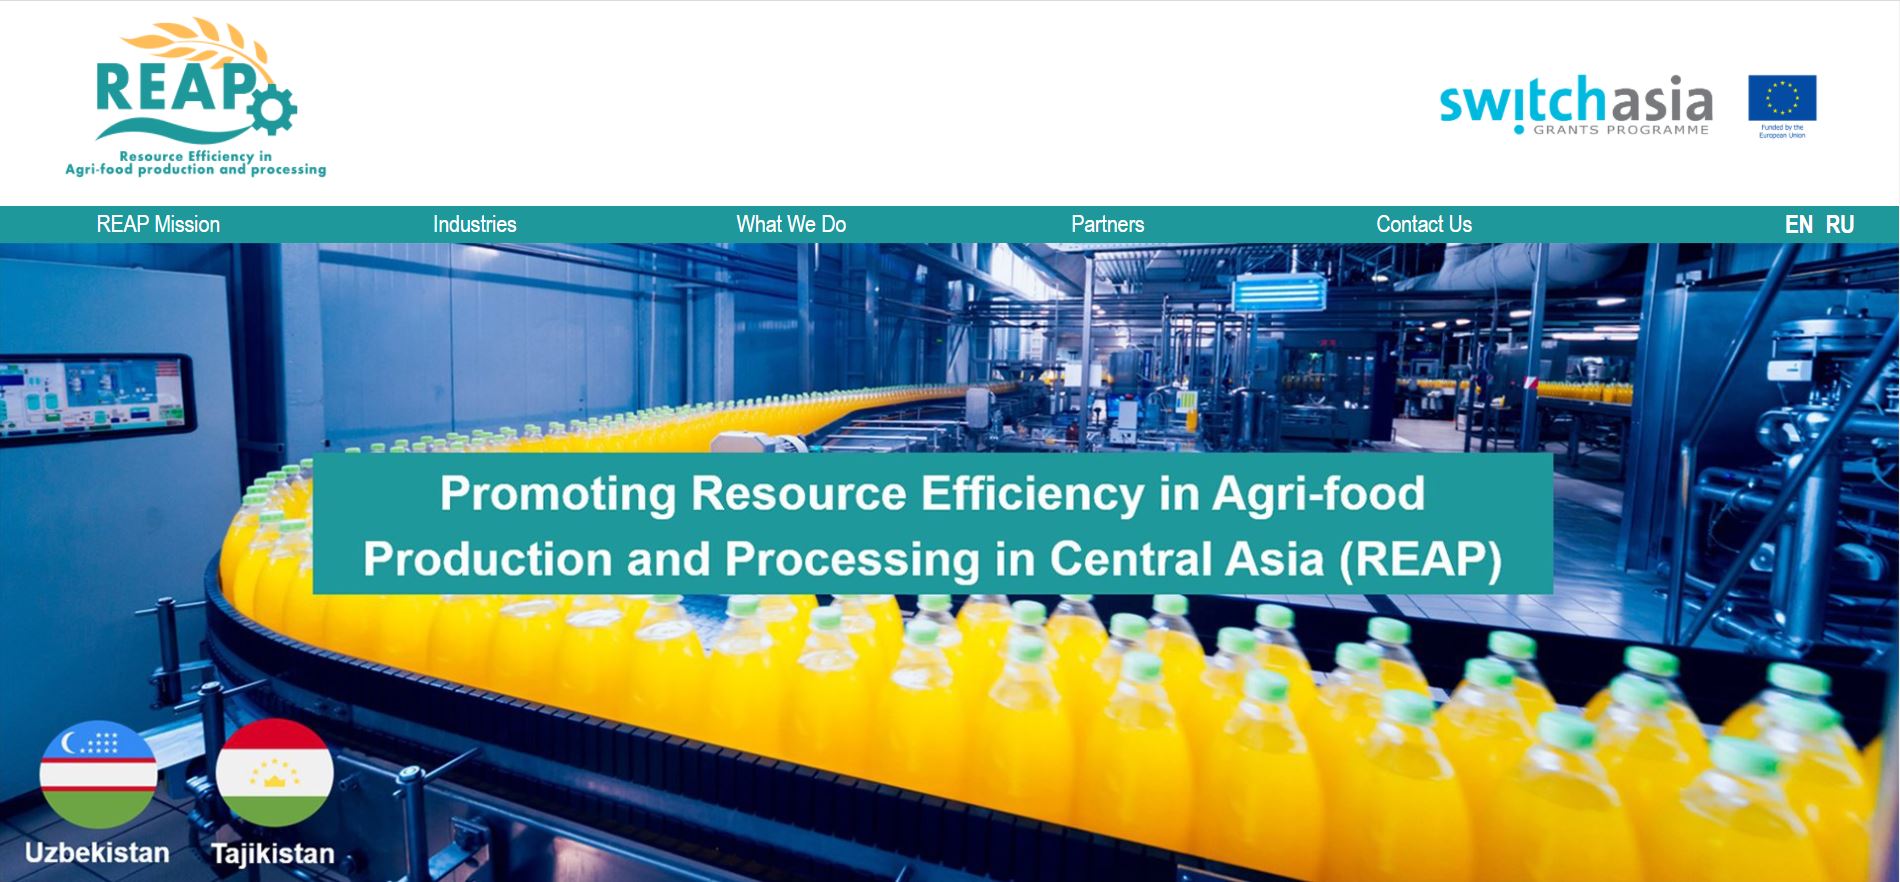 REAP
Resource Efficiency in
Agri-food production and processing
switchasia
GRANTS PROGRAMME
Funded by the
European Union
REAP Mission
Industries
What We Do
Partners
Contact Us
EN RU
Promoting Resource Efficiency in Agri-food
Production and Processing in Central Asia (REAP)
Uzbekistan
Tajikistan